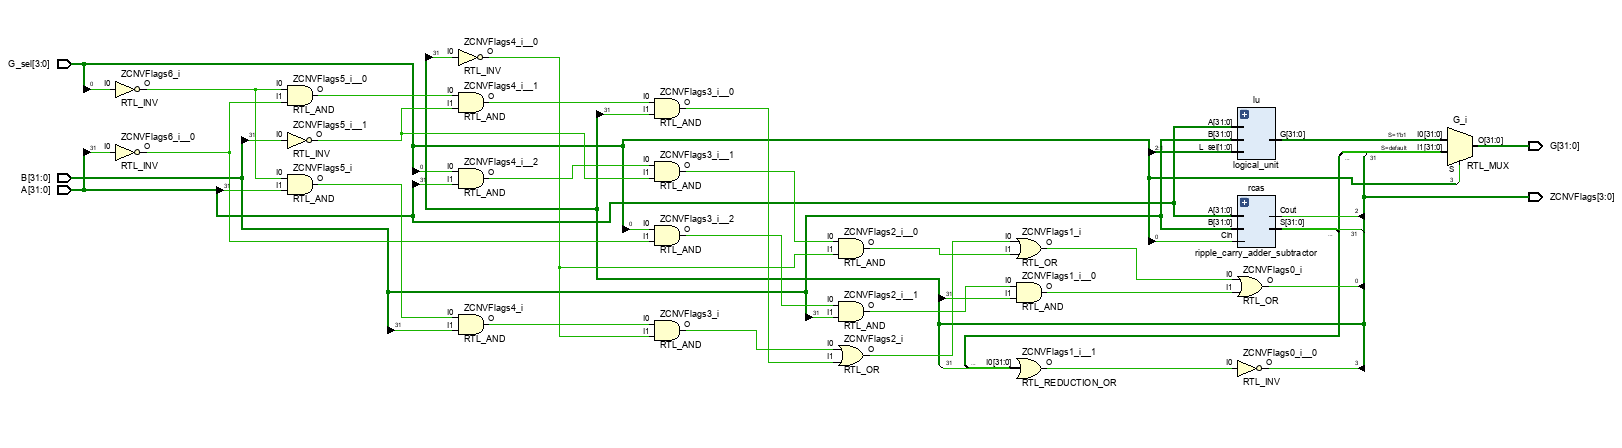 G_sel[3:0]
B[31:0]
A[31:0]
ZCNVFlags6_i
0
I0
O
RTL_INV
ZCNVFlags6_i__0
31
I0
O
RTL_INV
ZCNVFlags5_i__0
I0
I1
O
RTL_AND
ZCNVFlags5_i__1
31
I0
O
RTL_INV
ZCNVFlags5_i
I0
I1
O
31
RTL_AND
ZCNVFlags4_i__0
31
I0
O
RTL_INV
ZCNVFlags4_i__1
I0
I1
O
RTL_AND
ZCNVFlags4_i__2
0
I0
31
I1
O
RTL_AND
ZCNVFlags4_i
I0
31
I1
O
RTL_AND
ZCNVFlags3_i__0
I0
31
I1
O
RTL_AND
ZCNVFlags3_i__1
I0
I1
O
RTL_AND
ZCNVFlags3_i__2
0
I0
I1
O
RTL_AND
ZCNVFlags3_i
I0
I1
O
RTL_AND
ZCNVFlags2_i__0
I0
I1
O
RTL_AND
ZCNVFlags2_i__1
I0
31
I1
O
RTL_AND
ZCNVFlags2_i
I0
I1
O
RTL_OR
ZCNVFlags1_i
I0
I1
O
RTL_OR
ZCNVFlags1_i__0
I0
31
I1
O
RTL_AND
ZCNVFlags1_i__1
31
...
I0[31:0]
O
RTL_REDUCTION_OR
lu
A[31:0]
B[31:0]
2
L_sel[1:0]
G[31:0]
logical_unit
rcas
A[31:0]
B[31:0]
0
Cin
Cout
S[31:0]
ripple_carry_adder_subtractor
ZCNVFlags0_i
I0
I1
O
RTL_OR
ZCNVFlags0_i__0
I0
O
RTL_INV
2
31
...
0
3
G_i
S=1'b1
I0[31:0]
S=default
I1[31:0]
...
31
S
3
O[31:0]
RTL_MUX
G[31:0]
ZCNVFlags[3:0]